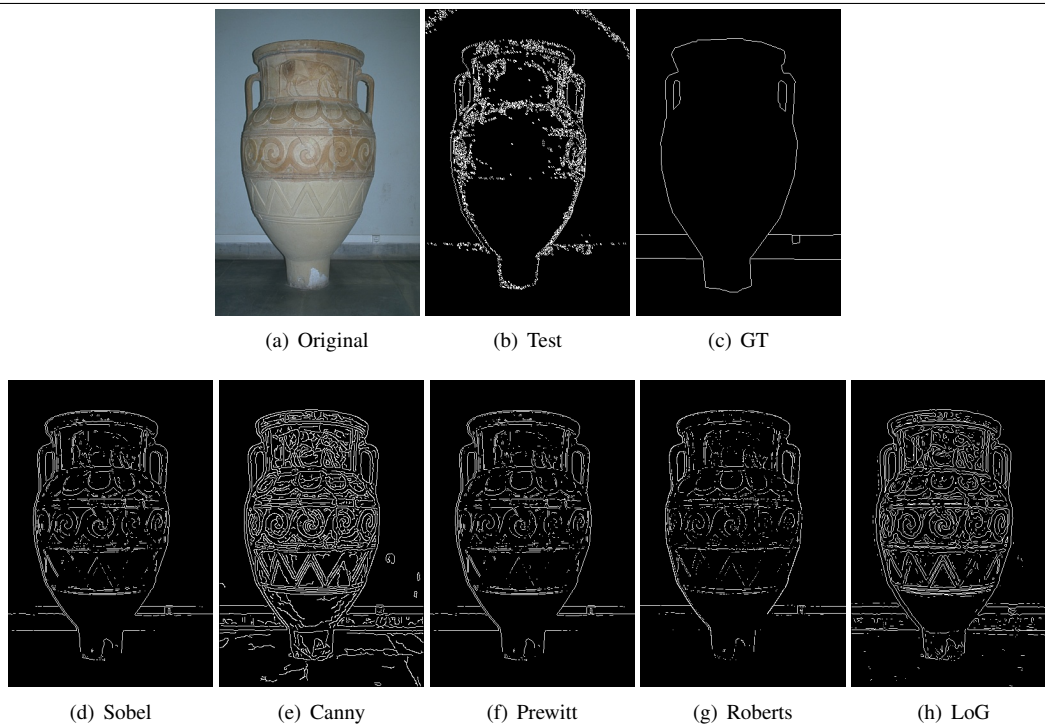 (a) Original
(b) Test
(c) GT
(d) Sobel
(e) Canny
(f) Prewitt
(g) Roberts
(h) LoG